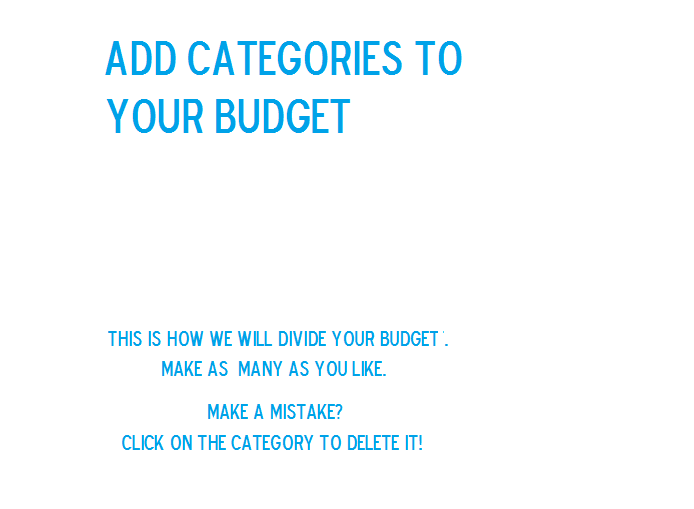 ADD CATEGORIES TO
YOUR BUDGET
THIS IS HOW WE WILL DIVIDE YOUR BUDGET .
MAKE AS MANY AS YOU LIKE.
MAKE A MISTAKE?
CLICK ON THE CATEGORY TO DELETE IT!